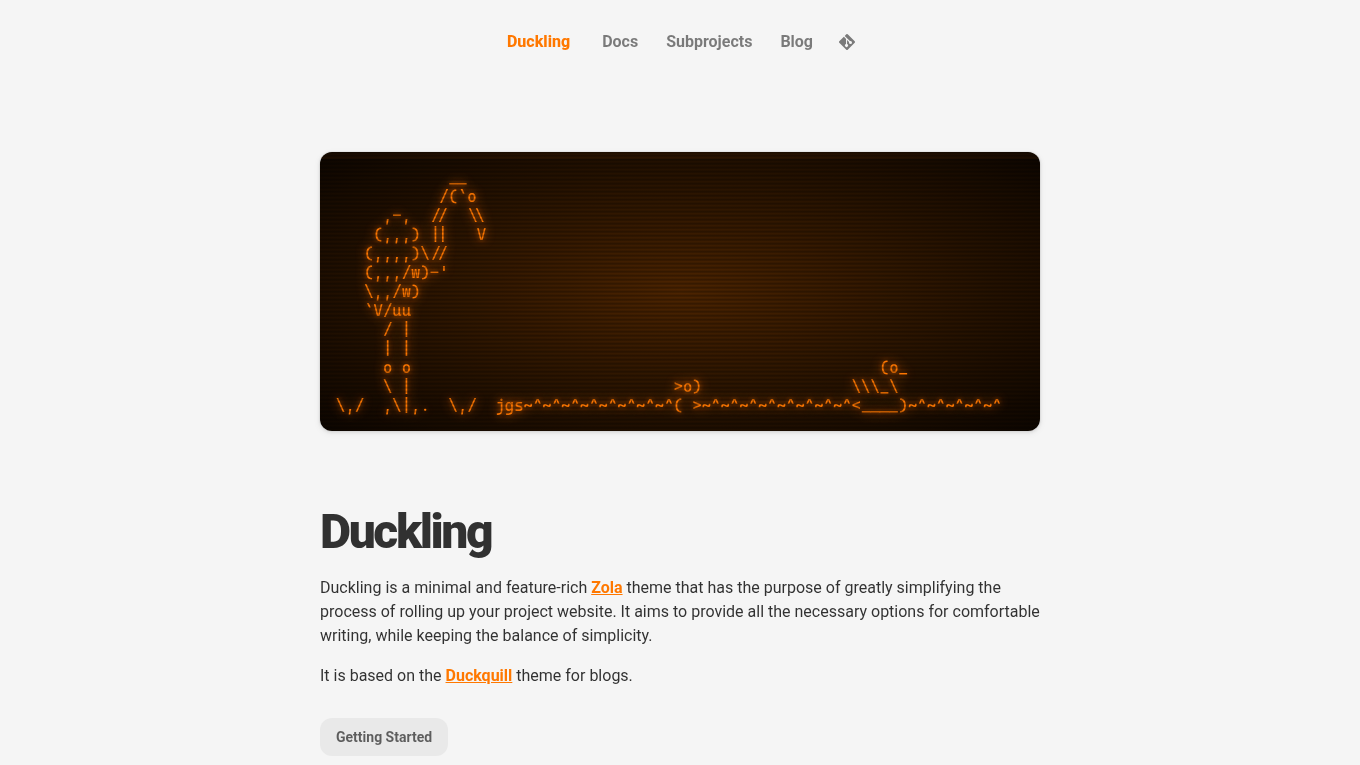 Duckling Docs Subprojects Blog
              __
             /(`o
       ,-,  //  \\
      (,,,) ||   V
     (,,,,)\//
     (,,,/w)-'
     \,,/w)
     `V/uu
       / |
       | |
       o o                                                  (o_
       \ |                            >o)                \\\_\
  \,/  ,\|,.  \,/  jgs~^~^~^~^~^~^~^~^( >~^~^~^~^~^~^~^~^<____)~^~^~^~^~^
Duckling
Duckling is a minimal and feature-rich Zola theme that has the purpose of greatly simplifying the
process of rolling up your project website. It aims to provide all the necessary options for comfortable
writing, while keeping the balance of simplicity.
It is based on the Duckquill theme for blogs.
Getting Started